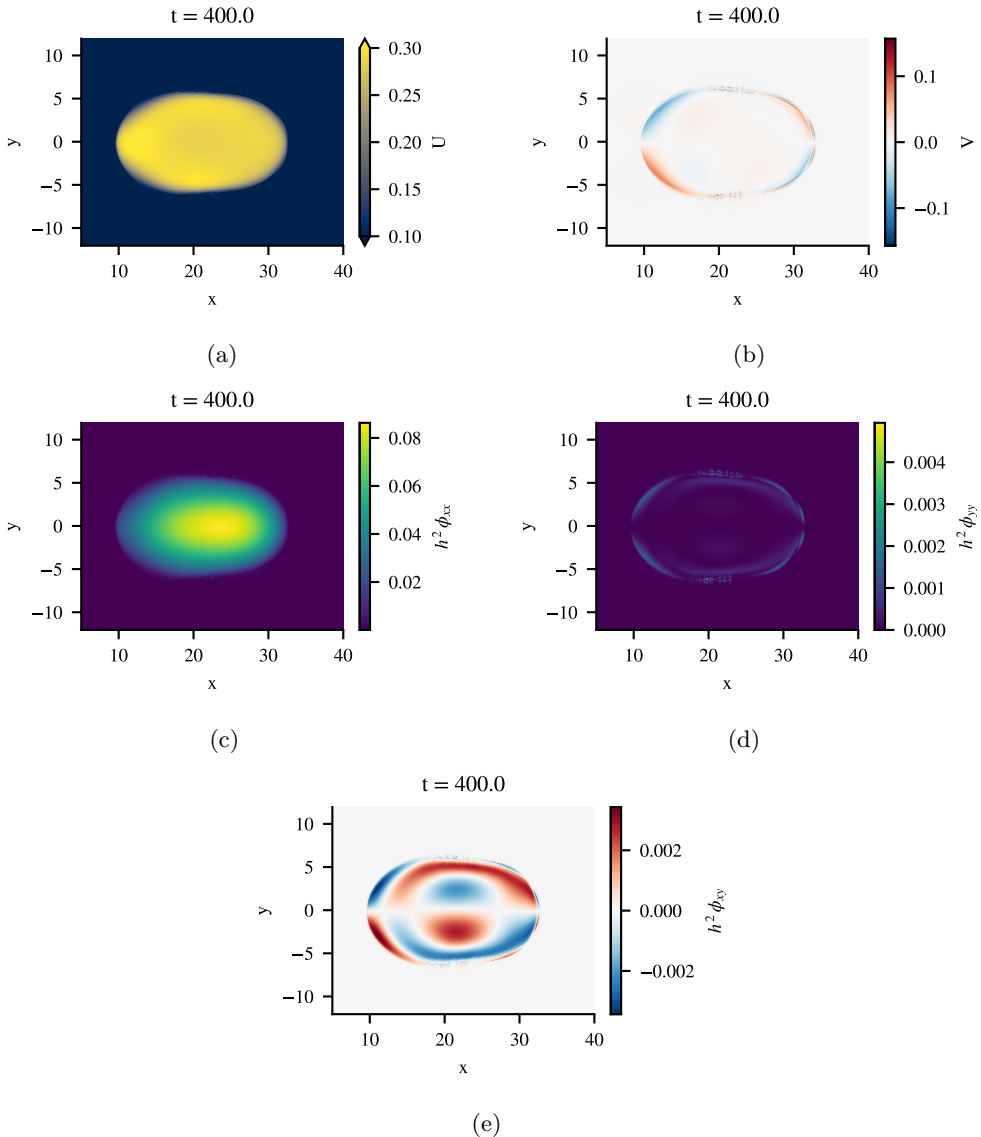 t = 400.0
10
5
0
−5
−10
y
10
20
30
40
x
0.30
0.25
0.20
0.15
0.10
U
(a)
t = 400.0
10
5
0
−5
−10
y
10
20
30
40
x
0.1
0.0
−0.1
V
(b)
t = 400.0
10
5
0
−5
−10
y
10
20
30
40
x
0.08
0.06
0.04
0.02
h² ϕxx
(c)
t = 400.0
10
5
0
−5
−10
y
10
20
30
40
x
0.004
0.003
0.002
0.001
0.000
h² ϕyy
(d)
t = 400.0
10
5
0
−5
−10
y
10
20
30
40
x
0.002
0.000
−0.002
h² ϕxy
(e)